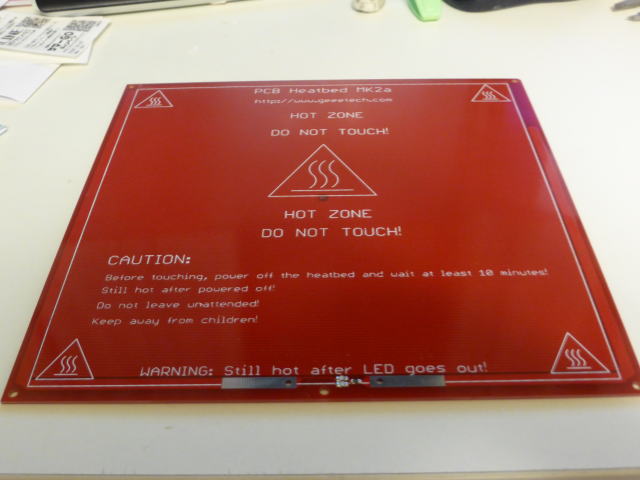 PCB Heatbed MK2a
http://www.geeetech.com
HOT ZONE
DO NOT TOUCH!
HOT ZONE
DO NOT TOUCH!
CAUTION:
Before touching, power off the heatbed and wait at least 10 minutes!
Still hot after powered off!
Do not leave unattended!
Keep away from children!
WARNING: Still hot after LED goes out!